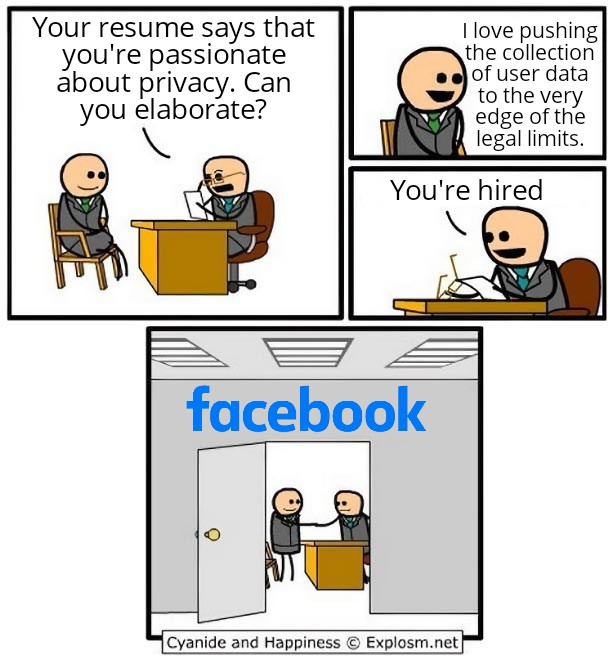 Your resume says that
you're passionate
about privacy. Can
you elaborate?
I love pushing
the collection
of user data
to the very
edge of the
legal limits.
You're hired
facebook
Cyanide and Happiness © Explosm.net